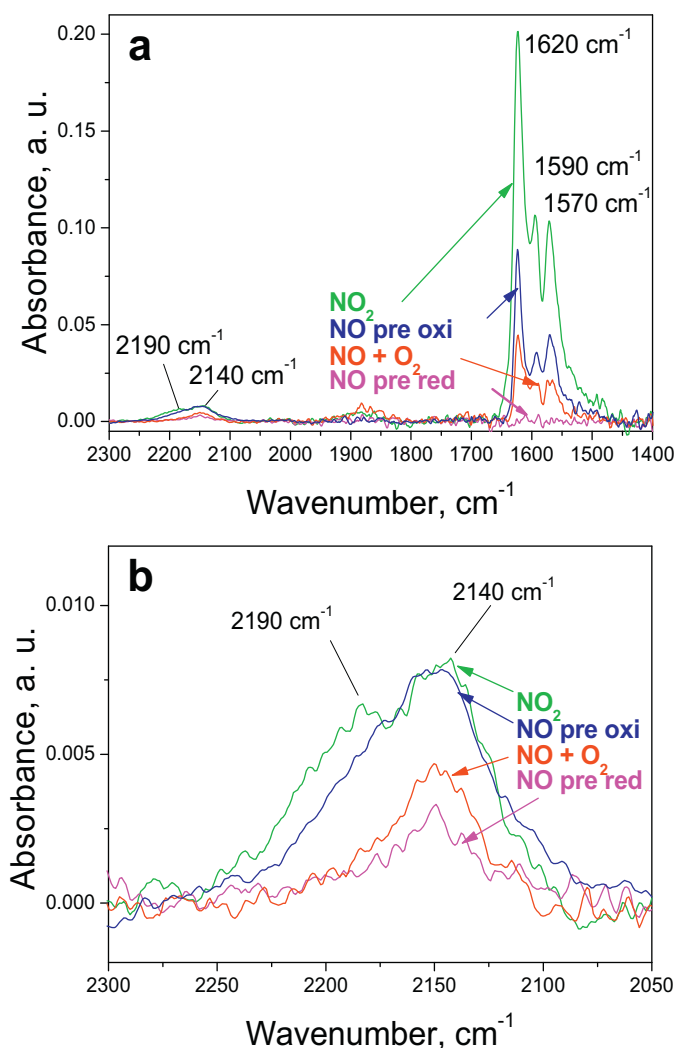 a
0.20
0.15
0.10
0.05
0.00
Absorbance, a. u.
1620 cm⁻¹
1590 cm⁻¹
1570 cm⁻¹
NO₂
NO pre oxi
NO + O₂
NO pre red
2190 cm⁻¹
2140 cm⁻¹
2300 2200 2100 2000 1900 1800 1700 1600 1500 1400
Wavenumber, cm⁻¹
b
0.010
0.005
0.000
Absorbance, a. u.
2190 cm⁻¹
2140 cm⁻¹
NO₂
NO pre oxi
NO + O₂
NO pre red
2300 2250 2200 2150 2100 2050
Wavenumber, cm⁻¹